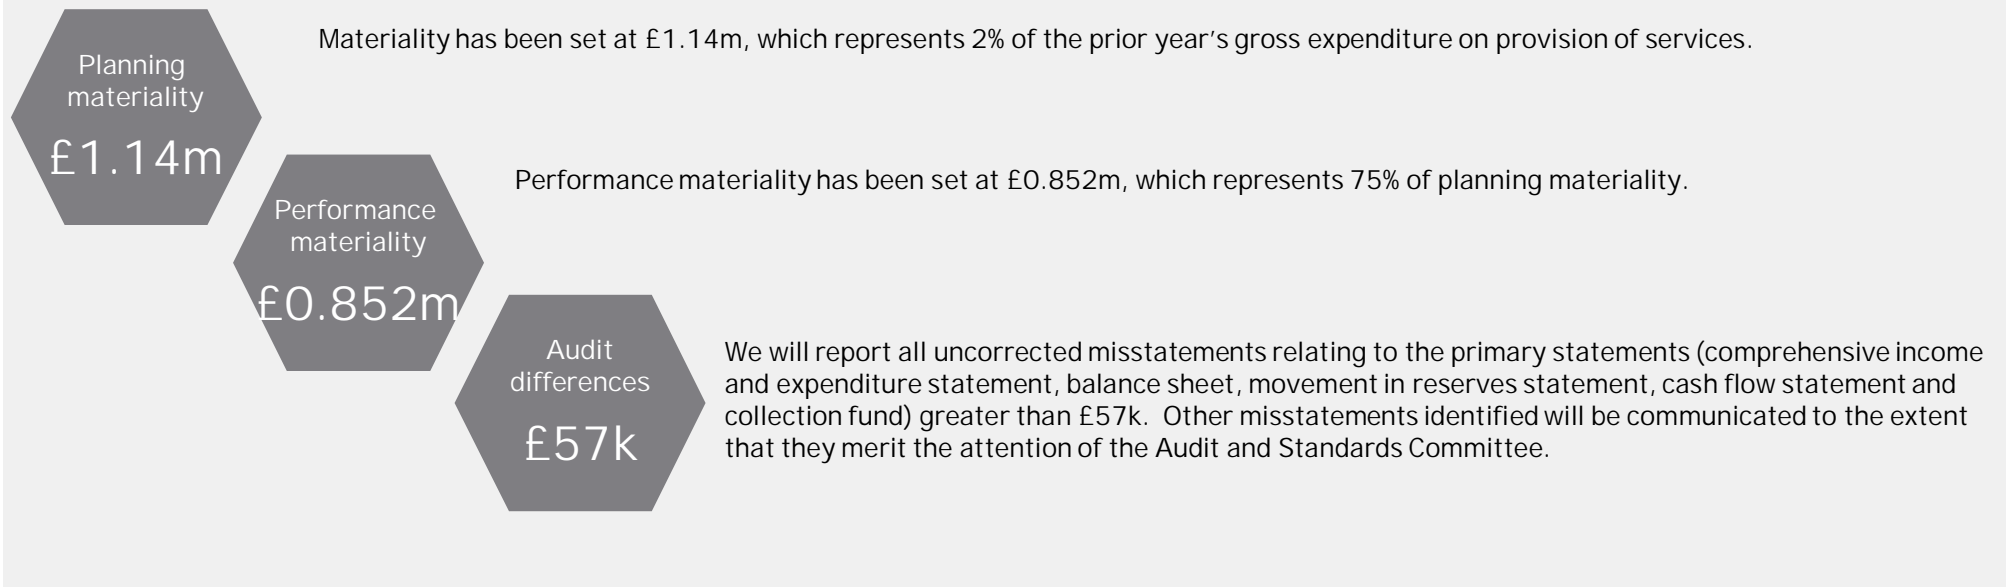 Planning
materiality
£1.14m
Materiality has been set at £1.14m, which represents 2% of the prior year’s gross expenditure on provision of services.
Performance
materiality
£0.852m
Performance materiality has been set at £0.852m, which represents 75% of planning materiality.
Audit
differences
£57k
We will report all uncorrected misstatements relating to the primary statements (comprehensive income
and expenditure statement, balance sheet, movement in reserves statement, cash flow statement and
collection fund) greater than £57k.  Other misstatements identified will be communicated to the extent
that they merit the attention of the Audit and Standards Committee.